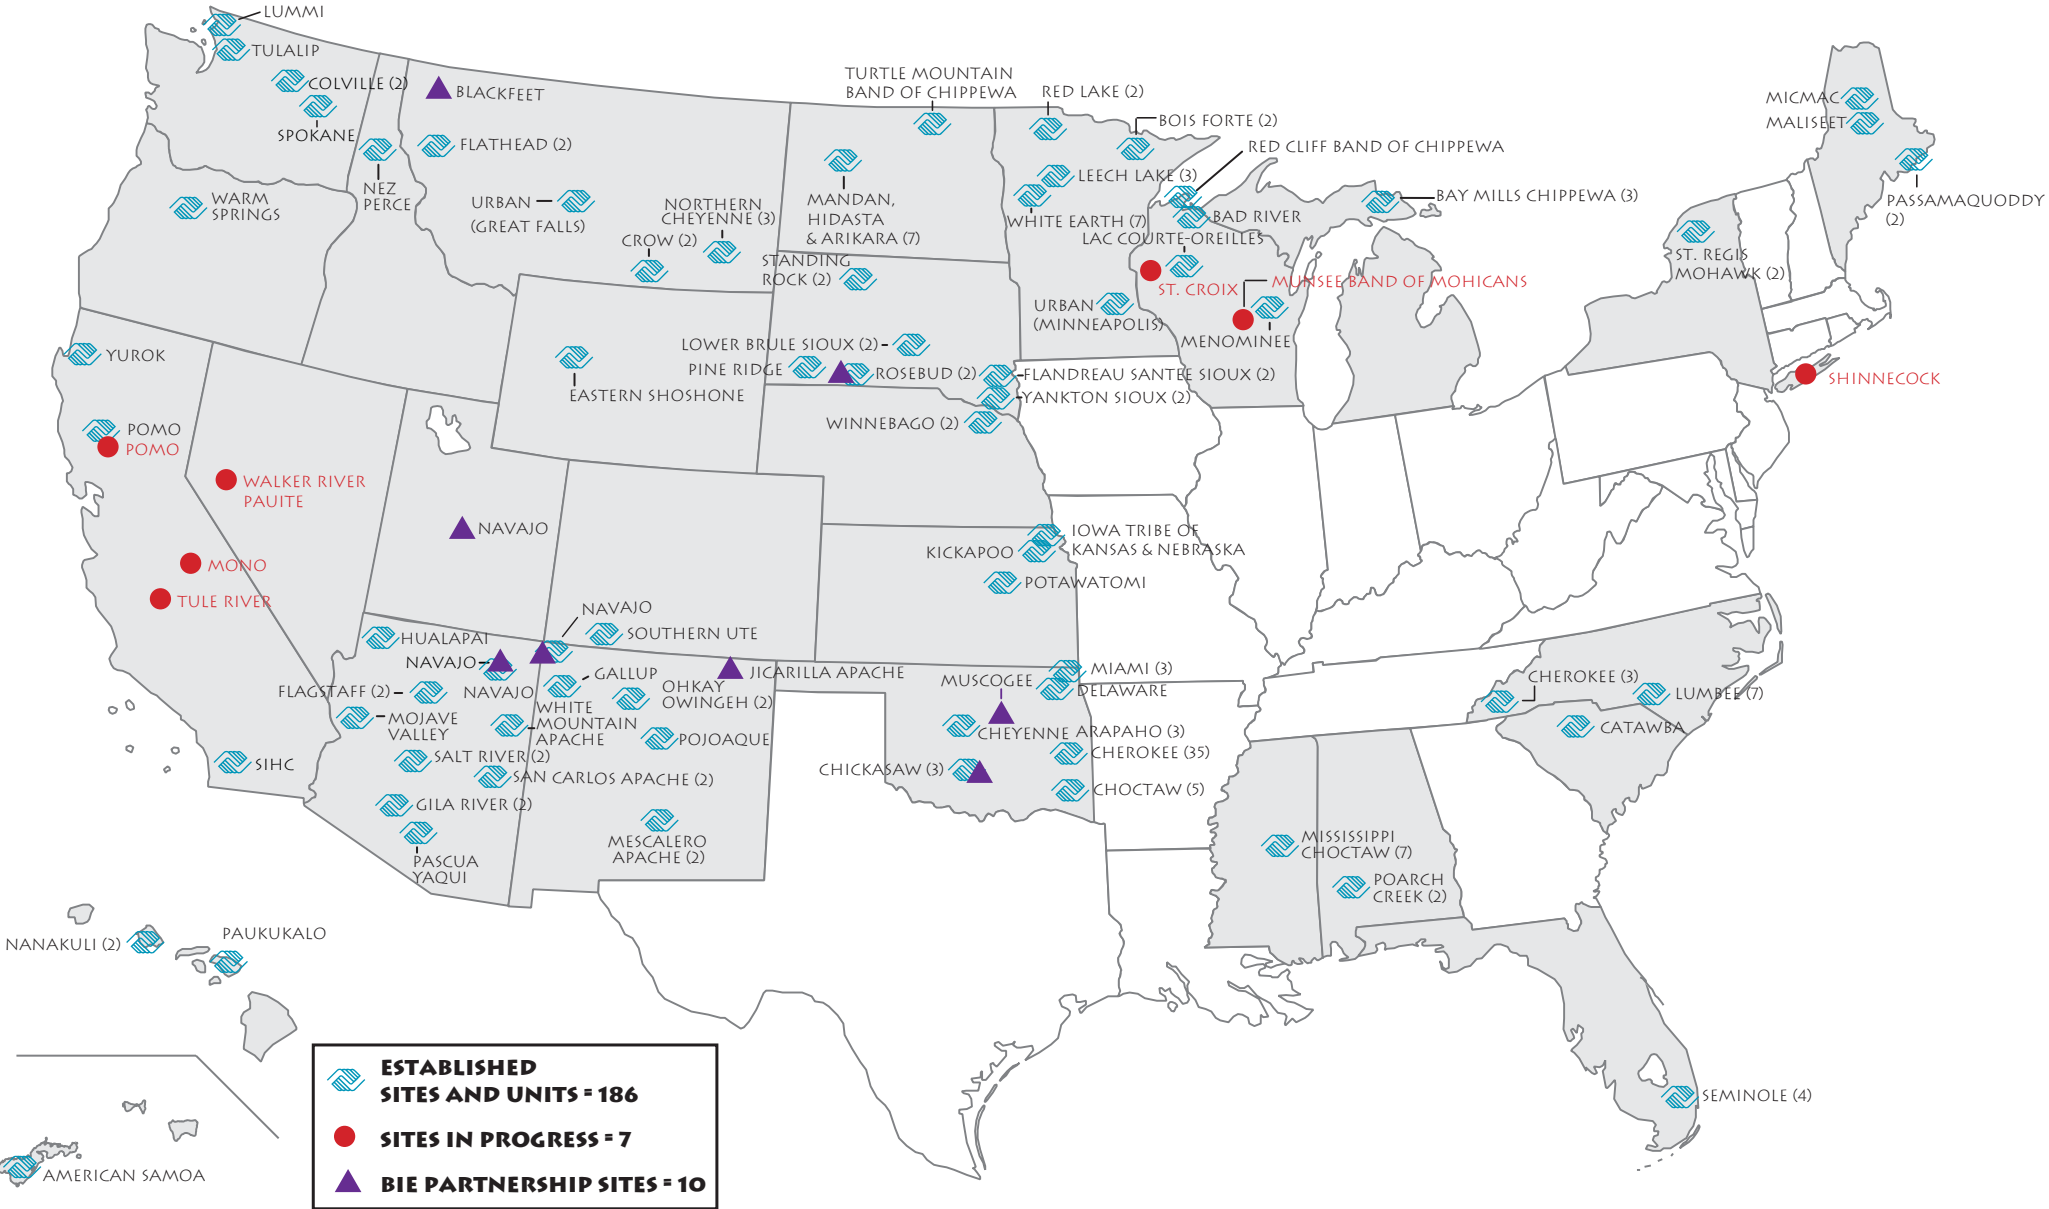 LUMMI
TULALIP
COLVILLE (2)
SPOKANE
NEZ
PERCE
WARM
SPRINGS
BLACKFEET
FLATHEAD (2)
URBAN
(GREAT FALLS)
NORTHERN
CHEYENNE (3)
CROW (2)
TURTLE MOUNTAIN
BAND OF CHIPPEWA
MANDAN,
HIDASTA
& ARIKARA (7)
STANDING
ROCK (2)
RED LAKE (2)
BOIS FORTE (2)
RED CLIFF BAND OF CHIPPEWA
LEECH LAKE (3)
WHITE EARTH (7)
BAD RIVER
LAC COURTE-OREILLES
BAY MILLS CHIPPEWA (3)
ST. CROIX
MUNSEE BAND OF MOHICANS
URBAN
(MINNEAPOLIS)
MENOMINEE
MICMAC
MALISEET
PASSAMAQUODDY
(2)
ST. REGIS
MOHAWK (2)
SHINNECOCK
YUROK
POMO
POMO
WALKER RIVER
PAUITE
MONO
TULE RIVER
EASTERN SHOSHONE
LOWER BRULE SIOUX (2)
PINE RIDGE
ROSEBUD (2)
FLANDREAU SANTEE SIOUX (2)
YANKTON SIOUX (2)
WINNEBAGO (2)
NAVAJO
IOWA TRIBE OF
KANSAS & NEBRASKA
KICKAPOO
POTAWATOMI
NAVAJO
SOUTHERN UTE
HUALAPAI
NAVAJO
NAVAJO
FLAGSTAFF (2)
MOJAVE
VALLEY
GALLUP
OHKAY
OWINGEH (2)
JICARILLA APACHE
WHITE
MOUNTAIN
APACHE
POJOAQUE
SALT RIVER (2)
SAN CARLOS APACHE (2)
GILA RIVER (2)
PASCUA
YAQUI
MESCALERO
APACHE (2)
SIHC
MIAMI (3)
MUSCOGEE
DELAWARE
CHEYENNE ARAPAHO (3)
CHEROKEE (35)
CHICKASAW (3)
CHOCTAW (5)
CHEROKEE (3)
LUMBEE (7)
CATAWBA
MISSISSIPPI
CHOCTAW (7)
POARCH
CREEK (2)
SEMINOLE (4)
NANAKULI (2)
PAUKUKALO
AMERICAN SAMOA
ESTABLISHED
SITES AND UNITS = 186
SITES IN PROGRESS = 7
BIE PARTNERSHIP SITES = 10